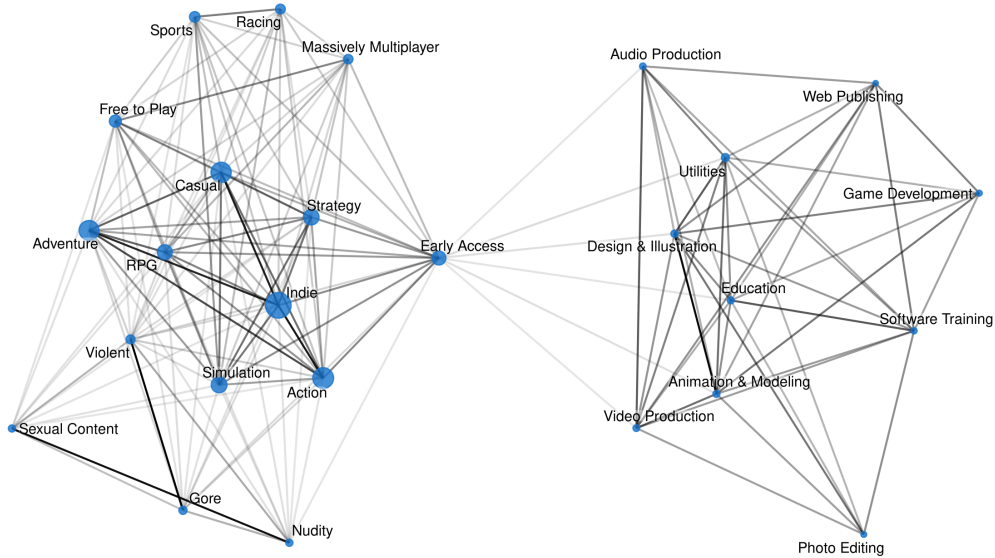 Sports
Racing
Massively Multiplayer
Audio Production
Web Publishing
Free to Play
Utilities
Casual
Game Development
Strategy
Adventure
Early Access
Design & Illustration
RPG
Indie
Education
Software Training
Violent
Simulation
Action
Animation & Modeling
Video Production
Sexual Content
Gore
Nudity
Photo Editing